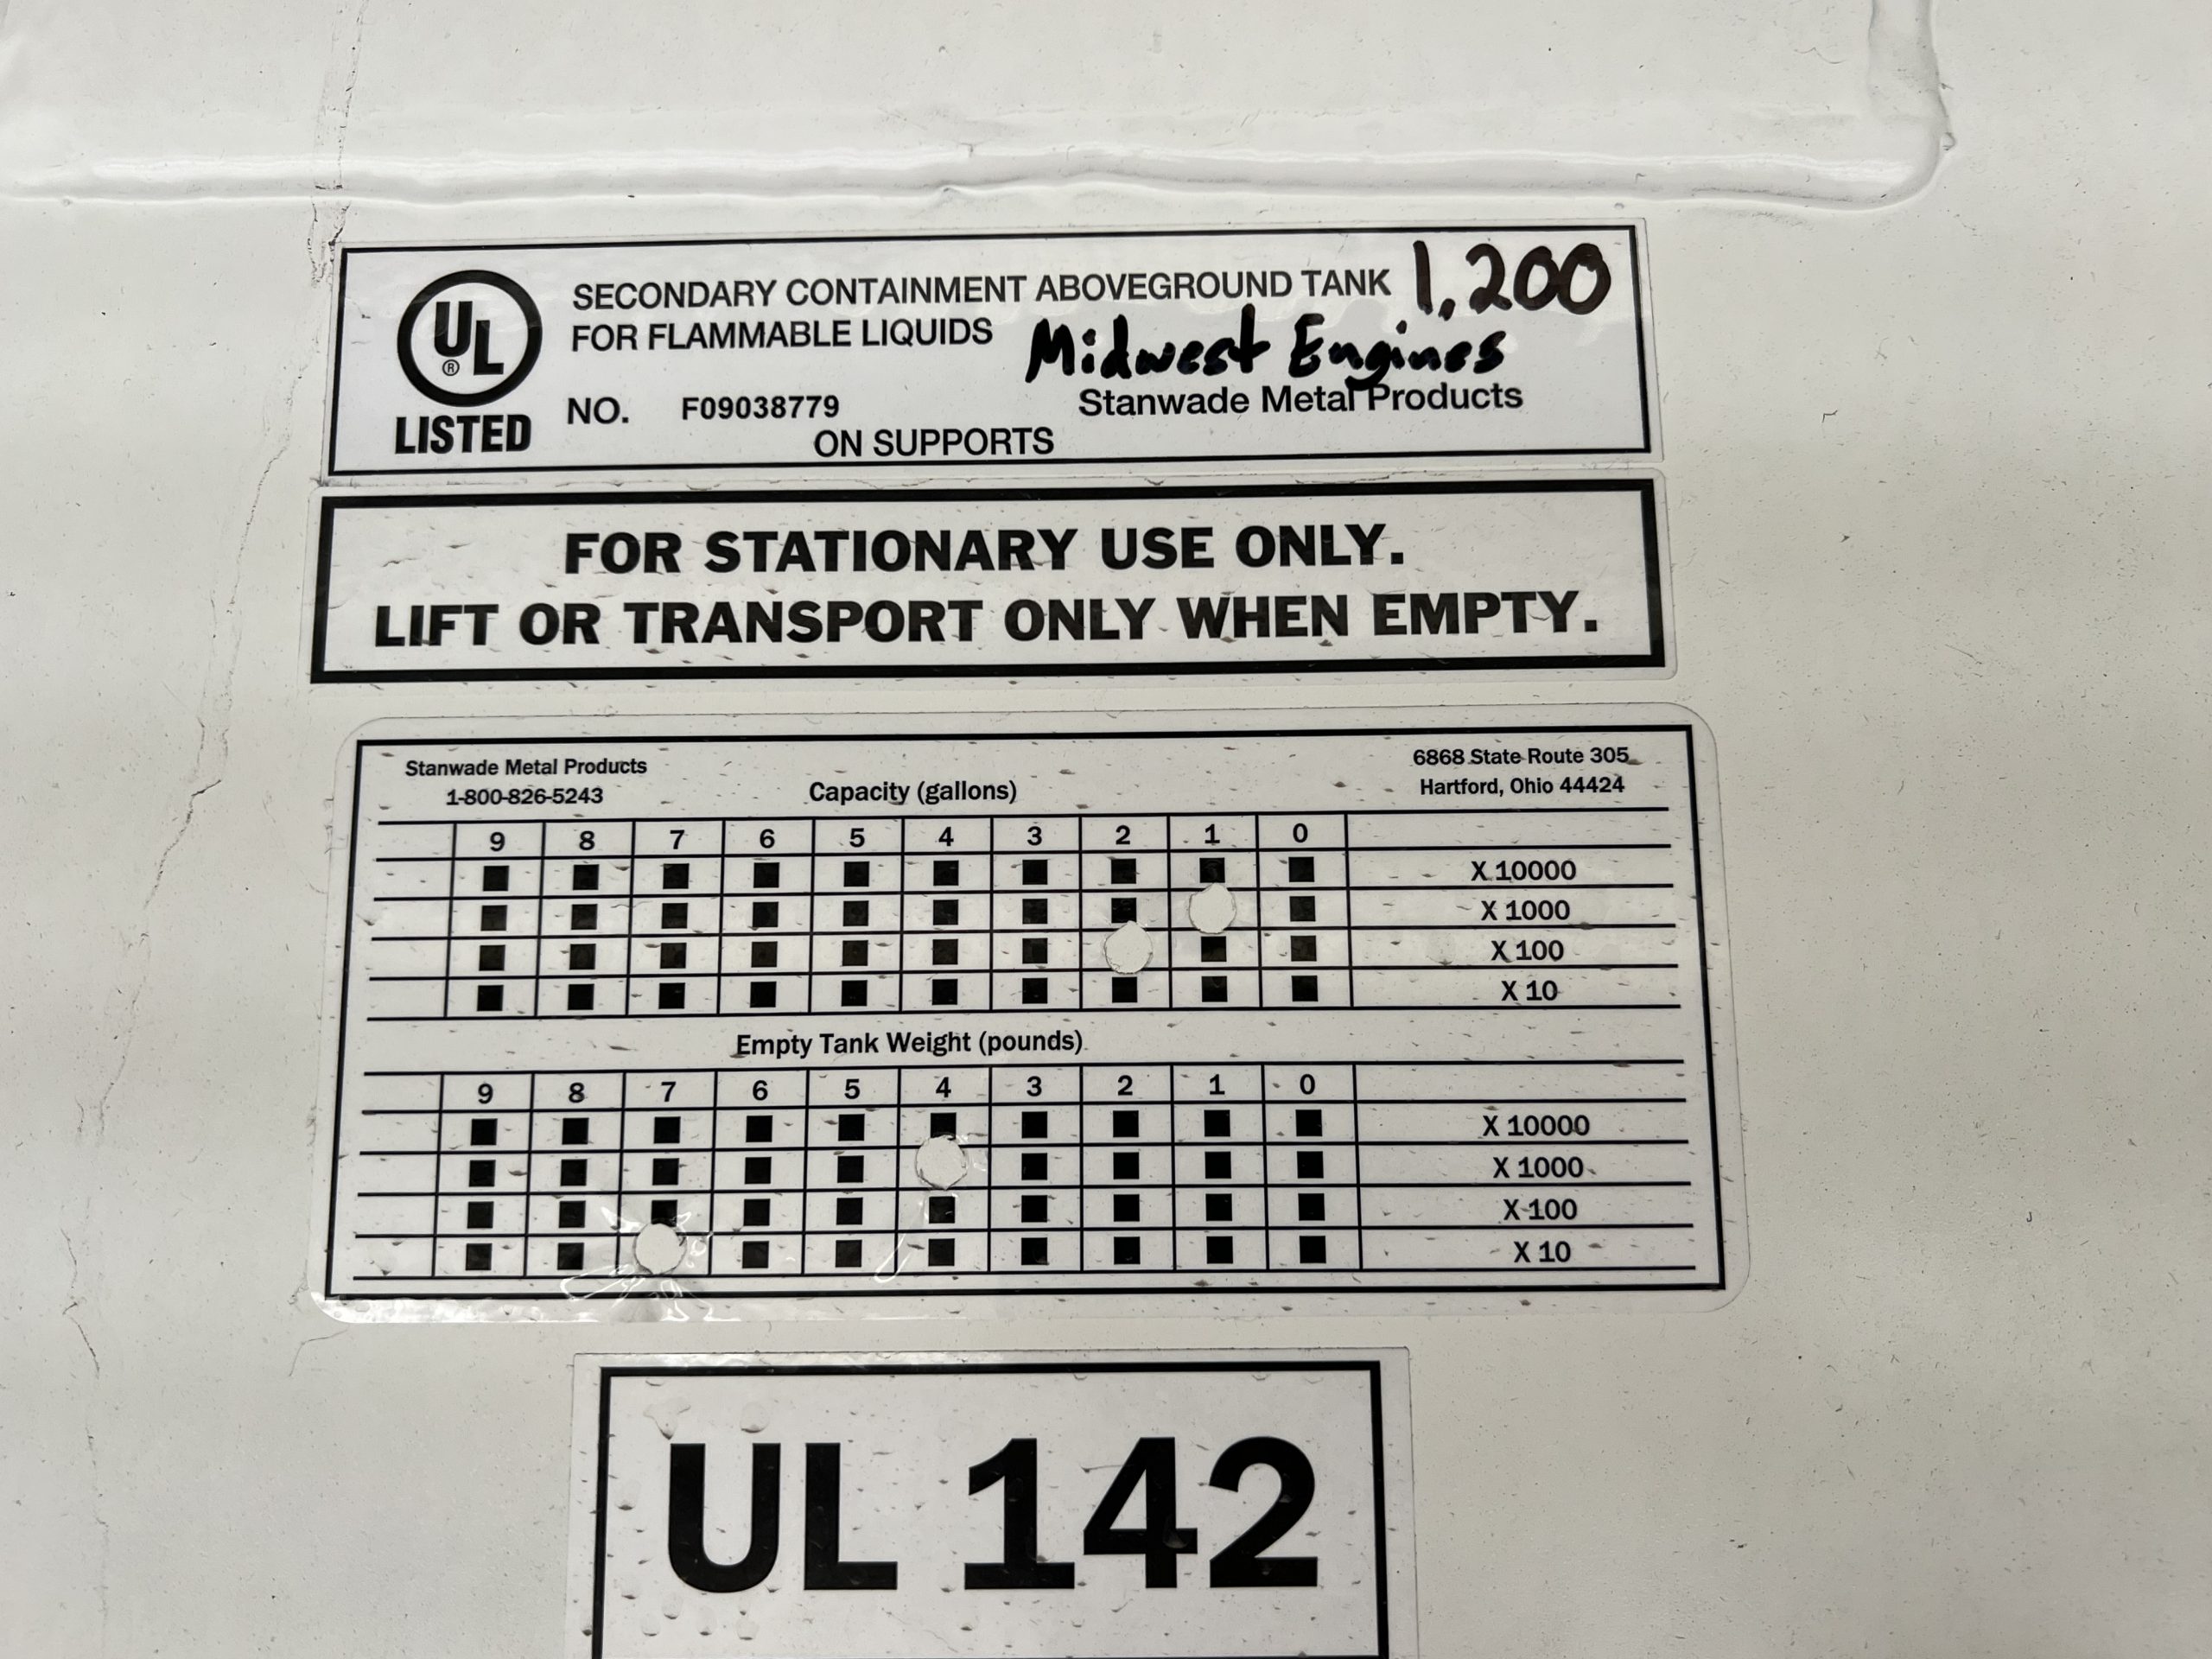 SECONDARY CONTAINMENT ABOVEGROUND TANK 1,200
FOR FLAMMABLE LIQUIDS Midwest Engines
UL
®
LISTED
NO. F09038779 Stanwade Metal Products
ON SUPPORTS
FOR STATIONARY USE ONLY.
LIFT OR TRANSPORT ONLY WHEN EMPTY.
Stanwade Metal Products
1-800-826-5243
Capacity (gallons)
6868 State Route 305
Hartford, Ohio 44424
9 8 7 6 5 4 3 2 1 0
X 10000
X 1000
X 100
X 10
Empty Tank Weight (pounds)
9 8 7 6 5 4 3 2 1 0
X 10000
X 1000
X 100
X 10
UL 142